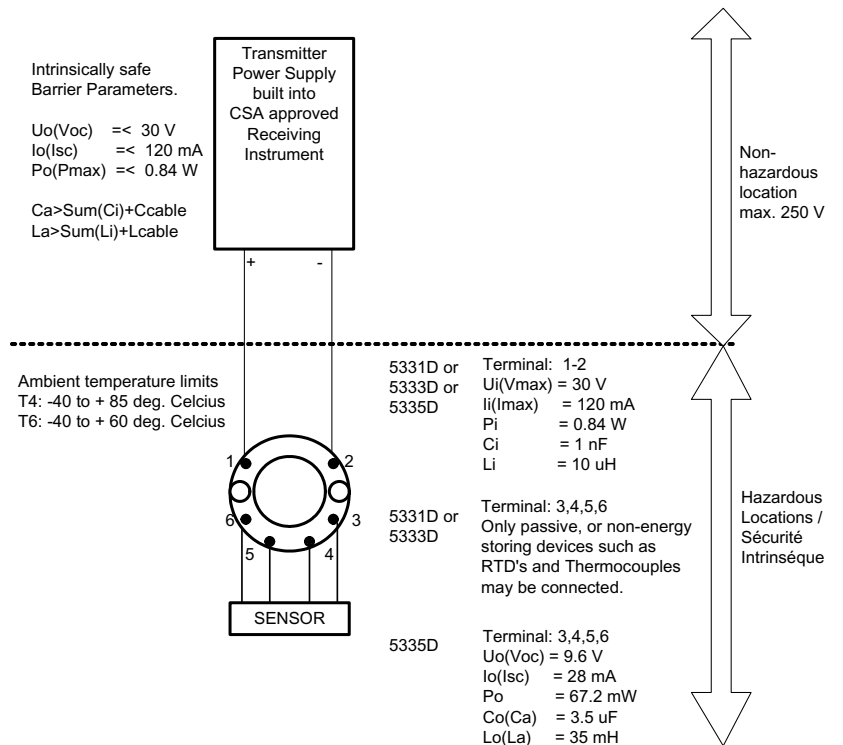 Transmitter
Power Supply
built into
CSA approved
Receiving
Instrument
Intrinsically safe
Barrier Parameters.
Uo(Voc) =< 30 V
Io(Isc) =< 120 mA
Po(Pmax) =< 0.84 W
Ca>Sum(Ci)+Ccable
La>Sum(Li)+Lcable
+ -
Non-
hazardous
location
max. 250 V
Ambient temperature limits
T4: -40 to + 85 deg. Celcius
T6: -40 to + 60 deg. Celcius
5331D or
5333D or
5335D
Terminal: 1-2
Ui(Vmax) = 30 V
Ii(Imax) = 120 mA
Pi = 0.84 W
Ci = 1 nF
Li = 10 uH
1 2
6 3
5 4
SENSOR
5331D or
5333D
Terminal: 3,4,5,6
Only passive, or non-energy
storing devices such as
RTD's and Thermocouples
may be connected.
Hazardous
Locations /
Sécurité
Intrinséque
5335D
Terminal: 3,4,5,6
Uo(Voc) = 9.6 V
Io(Isc) = 28 mA
Po = 67.2 mW
Co(Ca) = 3.5 uF
Lo(La) = 35 mH